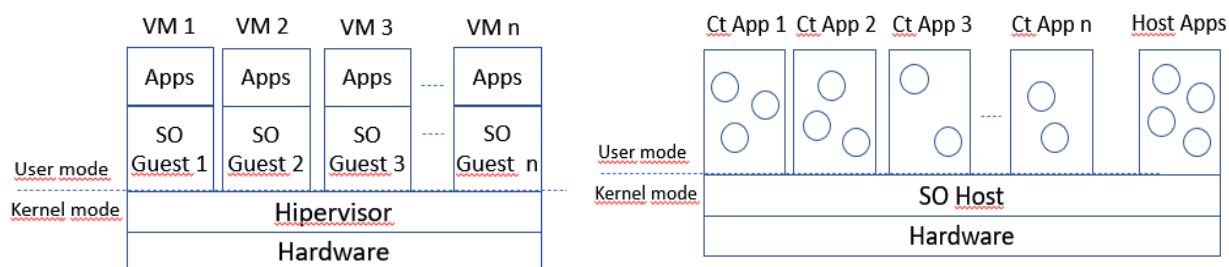 VM 1 VM 2 VM 3 VM n
Apps Apps Apps Apps
SO SO SO SO
Guest 1 Guest 2 Guest 3 Guest n
User mode
Kernel mode
Hipervisor
Hardware
Ct App 1 Ct App 2 Ct App 3 Ct App n Host Apps
User mode
Kernel mode
SO Host
Hardware